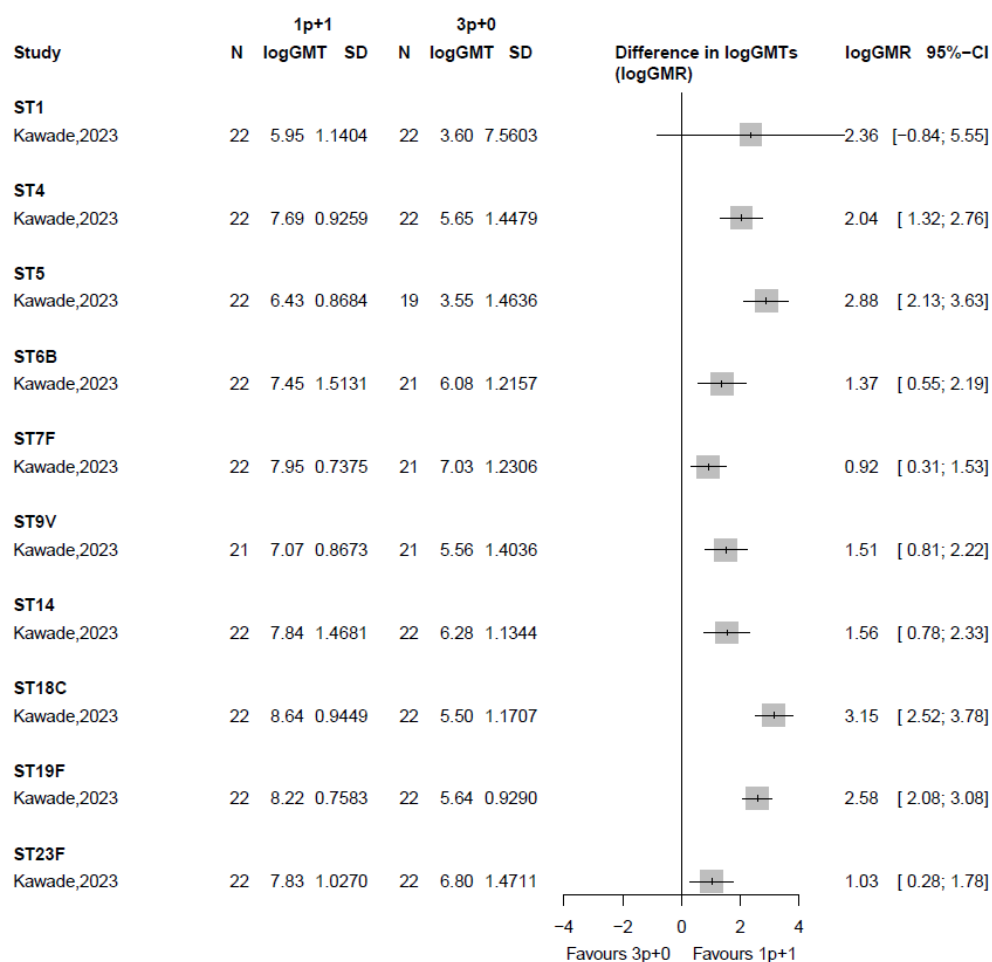 1p+1 3p+0
Study N logGMT SD N logGMT SD Difference in logGMTs logGMR 95%−CI
(logGMR)
ST1
Kawade,2023 22 5.95 1.1404 22 3.60 7.5603 2.36 [−0.84; 5.55]
ST4
Kawade,2023 22 7.69 0.9259 22 5.65 1.4479 2.04 [ 1.32; 2.76]
ST5
Kawade,2023 22 6.43 0.8684 19 3.55 1.4636 2.88 [ 2.13; 3.63]
ST6B
Kawade,2023 22 7.45 1.5131 21 6.08 1.2157 1.37 [ 0.55; 2.19]
ST7F
Kawade,2023 22 7.95 0.7375 21 7.03 1.2306 0.92 [ 0.31; 1.53]
ST9V
Kawade,2023 21 7.07 0.8673 21 5.56 1.4036 1.51 [ 0.81; 2.22]
ST14
Kawade,2023 22 7.84 1.4681 22 6.28 1.1344 1.56 [ 0.78; 2.33]
ST18C
Kawade,2023 22 8.64 0.9449 22 5.50 1.1707 3.15 [ 2.52; 3.78]
ST19F
Kawade,2023 22 8.22 0.7583 22 5.64 0.9290 2.58 [ 2.08; 3.08]
ST23F
Kawade,2023 22 7.83 1.0270 22 6.80 1.4711 1.03 [ 0.28; 1.78]
−4 −2 0 2 4
Favours 3p+0 Favours 1p+1